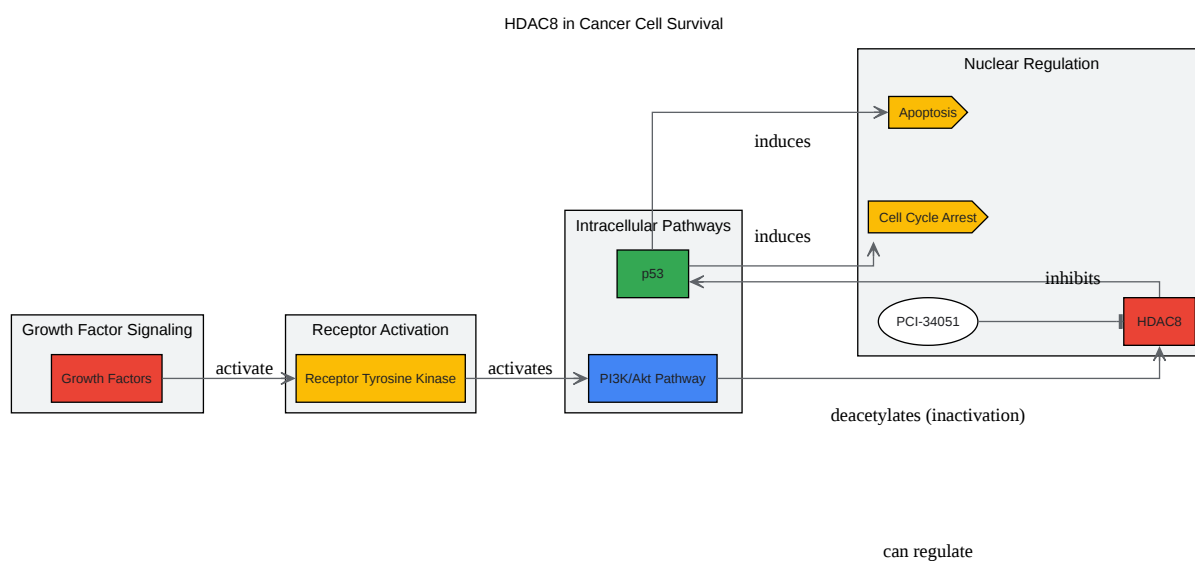 HDAC8 in Cancer Cell Survival
Nuclear Regulation
Apoptosis
induces
Cell Cycle Arrest
Intracellular Pathways
induces
p53
inhibits
PCI-34051
HDAC8
Growth Factor Signaling
Receptor Activation
Growth Factors
activate
Receptor Tyrosine Kinase
activates
PI3K/Akt Pathway
deacetylates (inactivation)
can regulate